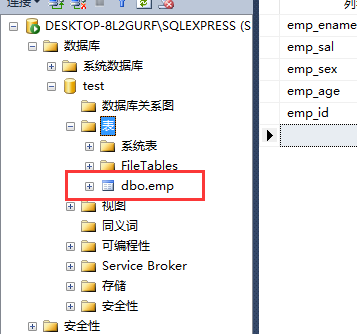 连接
DESKTOP-8L2GURF\SQLEXPRESS (S
数据库
系统数据库
test
数据库关系图
表
系统表
FileTables
dbo.emp
视图
同义词
可编程性
Service Broker
存储
安全性
安全性
列
emp_ename
emp_sal
emp_sex
emp_age
emp_id